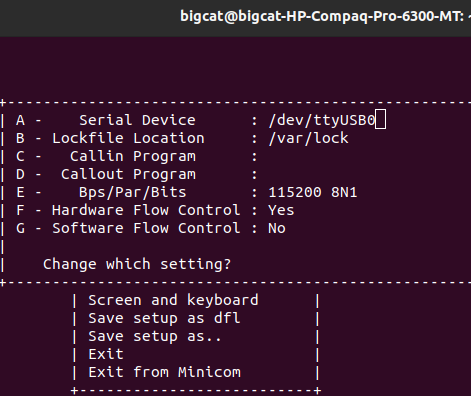 bigcat@bigcat-HP-Compaq-Pro-6300-MT: ~
A - Serial Device : /dev/ttyUSB0
B - Lockfile Location : /var/lock
C - Callin Program :
D - Callout Program :
E - Bps/Par/Bits : 115200 8N1
F - Hardware Flow Control : Yes
G - Software Flow Control : No
Change which setting?
Screen and keyboard
Save setup as dfl
Save setup as..
Exit
Exit from Minicom